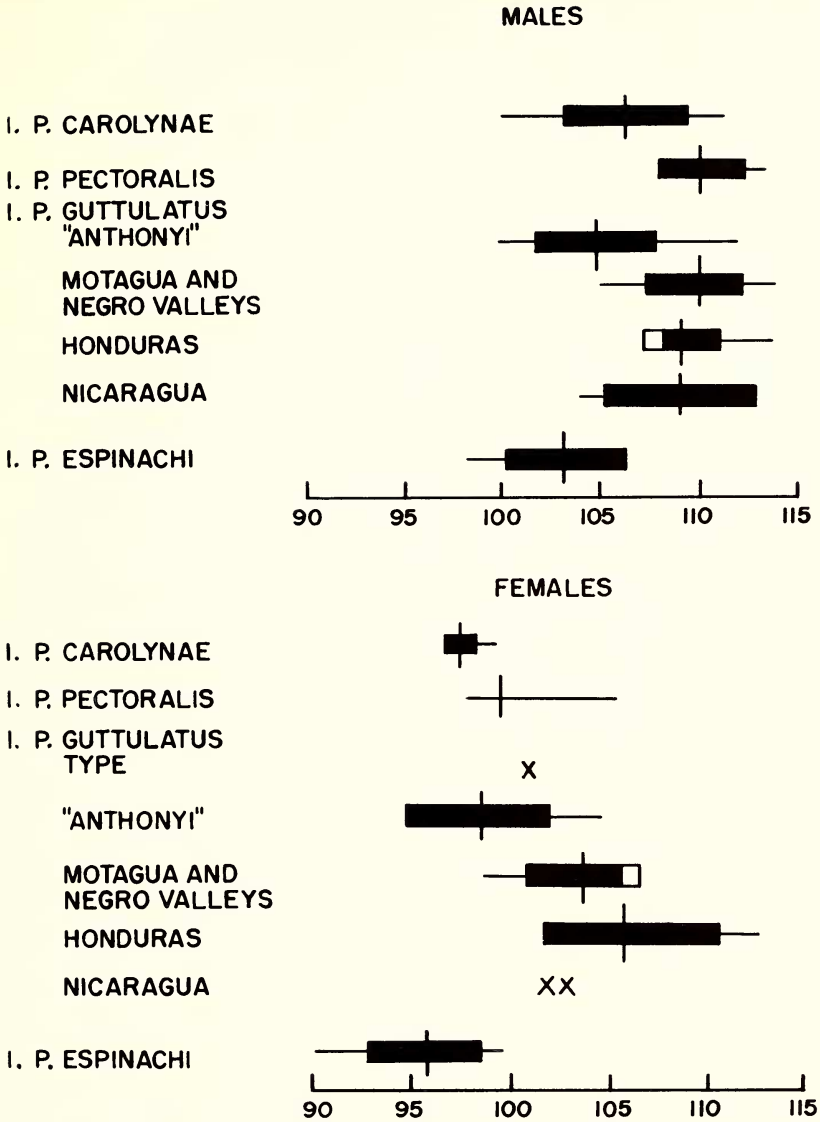 MALES
I. P. CAROLYNAE
I. P. PECTORALIS
I. P. GUTTULATUS
"ANTHONYI"
MOTAGUA AND
NEGRO VALLEYS
HONDURAS
NICARAGUA
I. P. ESPINACHI
90 95 100 105 110 115
FEMALES
I. P. CAROLYNAE
I. P. PECTORALIS
I. P. GUTTULATUS
TYPE
X
"ANTHONYI"
MOTAGUA AND
NEGRO VALLEYS
HONDURAS
NICARAGUA
XX
I. P. ESPINACHI
90 95 100 105 110 115